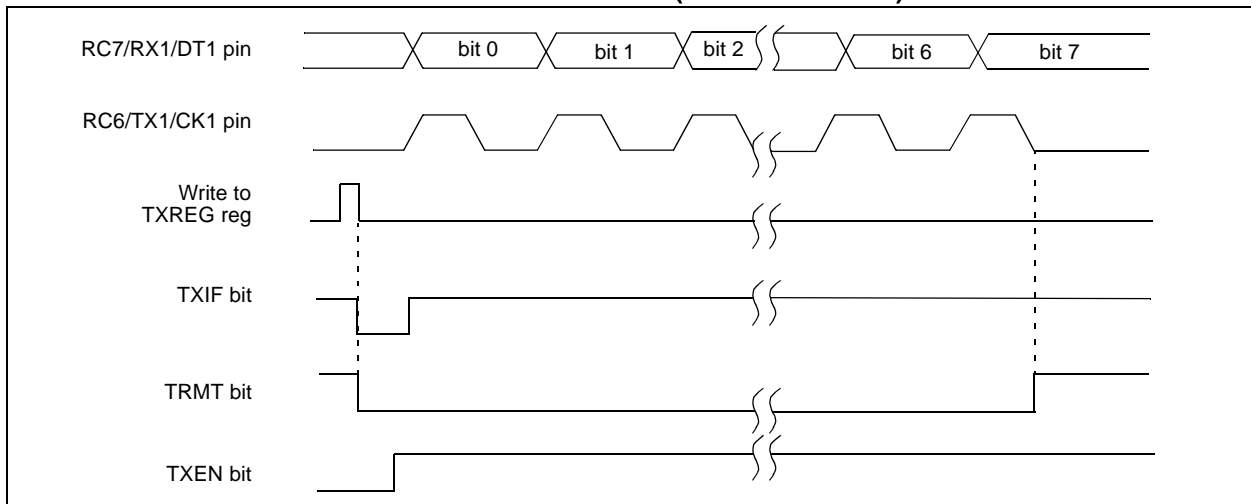 RC7/RX1/DT1 pin
bit 0
bit 1
bit 2
bit 6
bit 7
RC6/TX1/CK1 pin
Write to
TXREG reg
TXIF bit
TRMT bit
TXEN bit